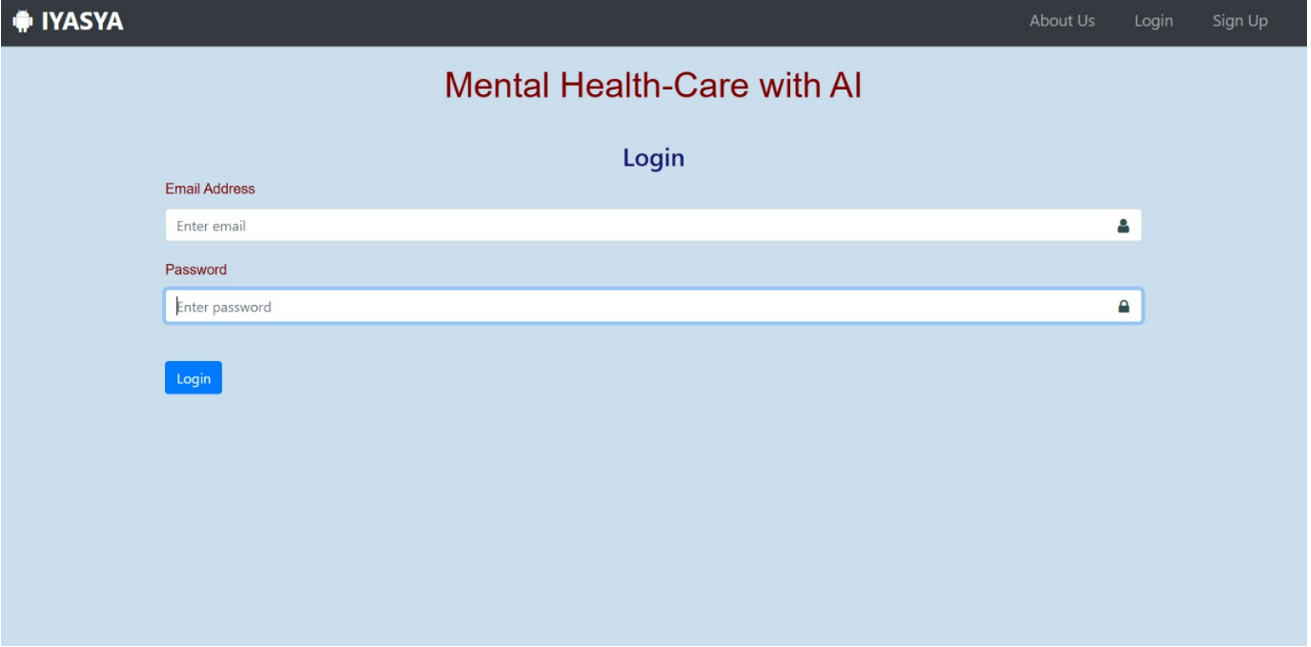 IYASYA About Us Login Sign Up
Mental Health-Care with AI
Login
Email Address
Enter email
Password
Enter password
Login